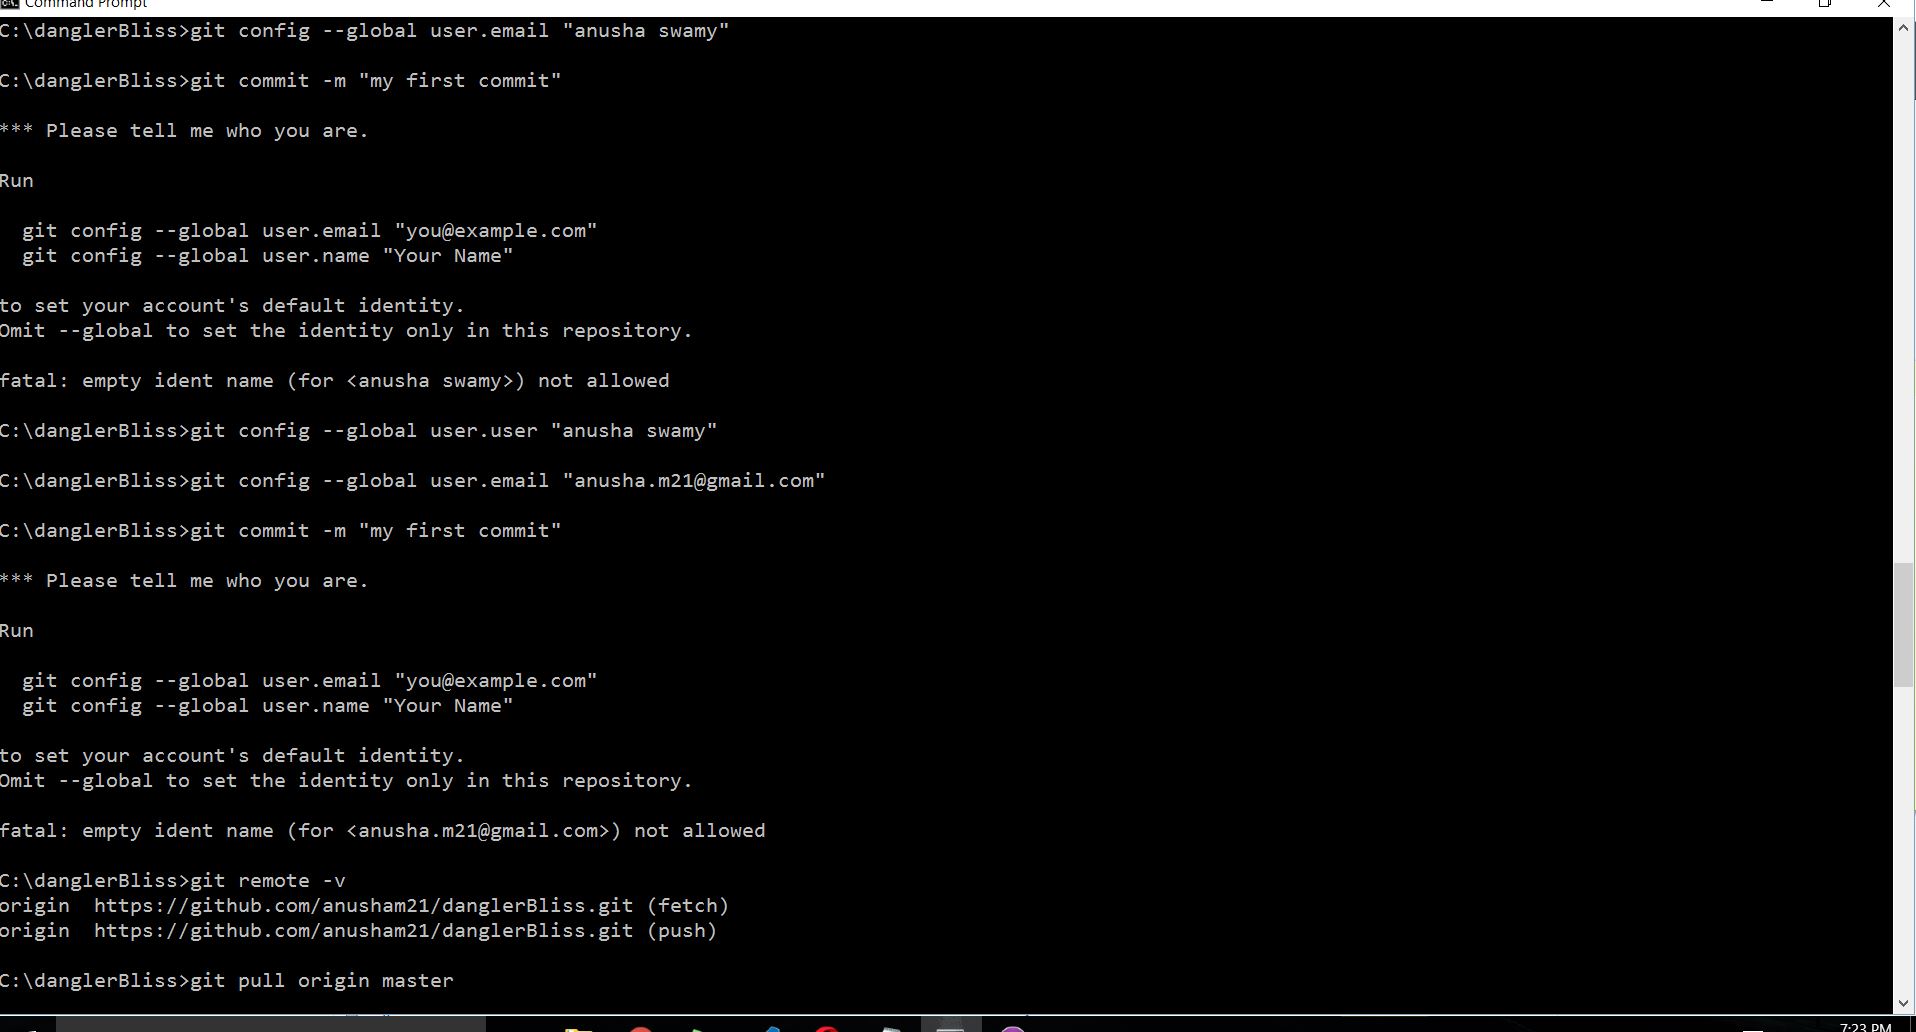 Command Prompt
C:\danglerBliss>git config --global user.email "anusha swamy"
C:\danglerBliss>git commit -m "my first commit"
*** Please tell me who you are.
Run
  git config --global user.email "you@example.com"
  git config --global user.name "Your Name"
to set your account's default identity.
Omit --global to set the identity only in this repository.
fatal: empty ident name (for <anusha swamy>) not allowed
C:\danglerBliss>git config --global user.user "anusha swamy"
C:\danglerBliss>git config --global user.email "anusha.m21@gmail.com"
C:\danglerBliss>git commit -m "my first commit"
*** Please tell me who you are.
Run
  git config --global user.email "you@example.com"
  git config --global user.name "Your Name"
to set your account's default identity.
Omit --global to set the identity only in this repository.
fatal: empty ident name (for <anusha.m21@gmail.com>) not allowed
C:\danglerBliss>git remote -v
origin  https://github.com/anusham21/danglerBliss.git (fetch)
origin  https://github.com/anusham21/danglerBliss.git (push)
C:\danglerBliss>git pull origin master
7:23 PM